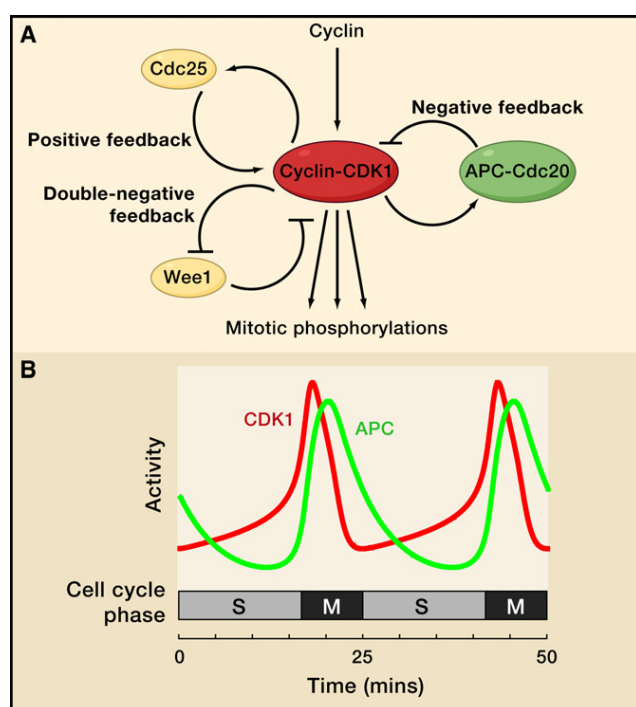 A
Cyclin
Cdc25
Negative feedback
Positive feedback
Cyclin-CDK1
APC-Cdc20
Double-negative
feedback
Wee1
Mitotic phosphorylations
B
CDK1
APC
Activity
Cell cycle
phase
S
M
S
M
0
25
50
Time (mins)